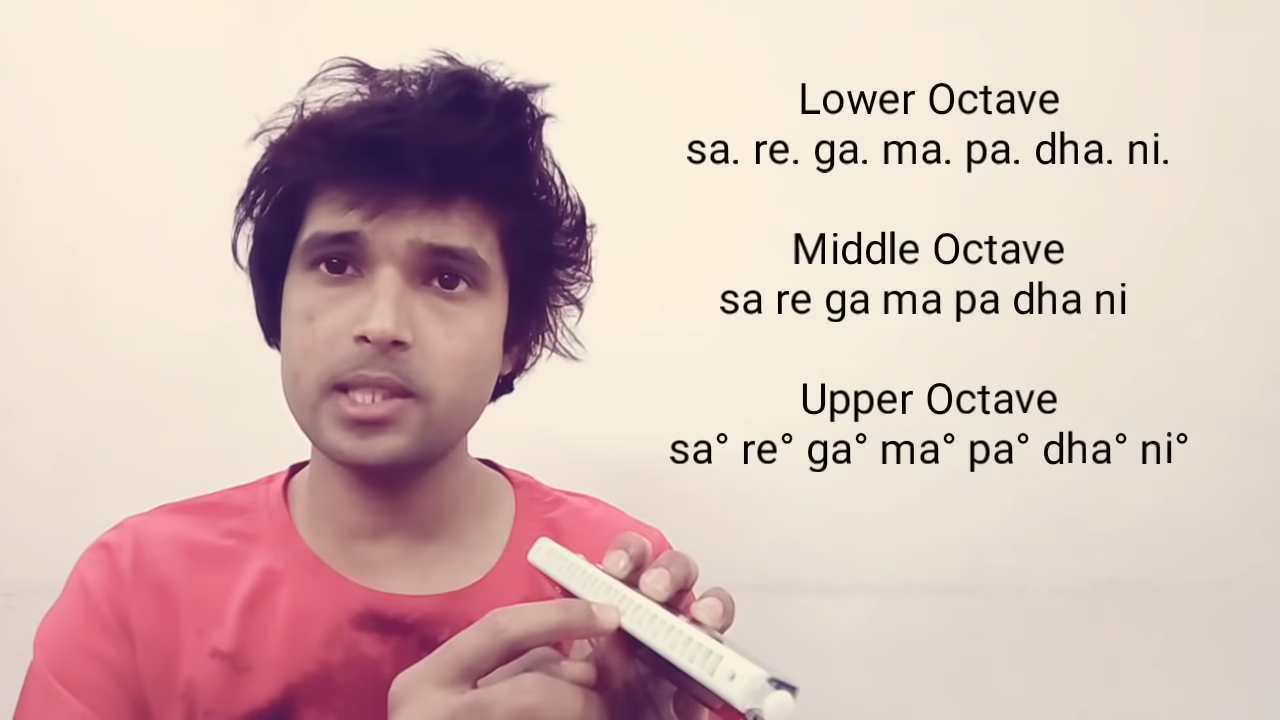 Lower Octave
sa. re. ga. ma. pa. dha. ni.
Middle Octave
sa re ga ma pa dha ni
Upper Octave
sa° re° ga° ma° pa° dha° ni°